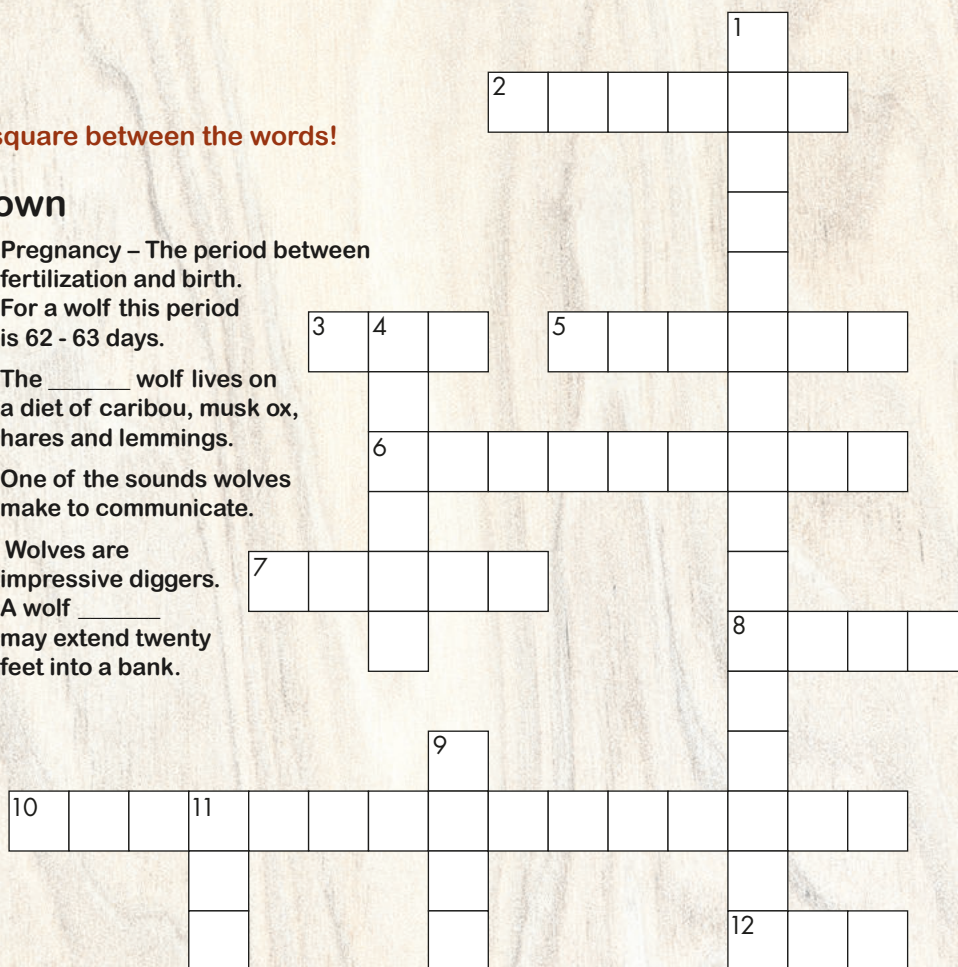 square between the words!
own
Pregnancy – The period between
fertilization and birth.
For a wolf this period
is 62 - 63 days.
The _______ wolf lives on
a diet of caribou, musk ox,
hares and lemmings.
One of the sounds wolves
make to communicate.
Wolves are
impressive diggers.
A wolf _______
may extend twenty
feet into a bank.
1
2
3 4 5
6
7
8
9
10 11
12